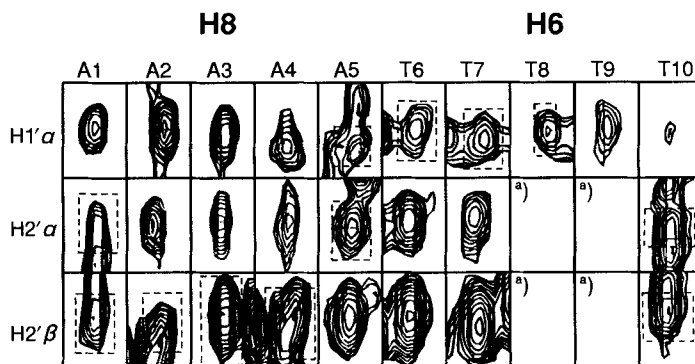 H8 H6
A1 A2 A3 A4 A5 T6 T7 T8 T9 T10
H1'α
H2'α a) a)
H2'β a) a)